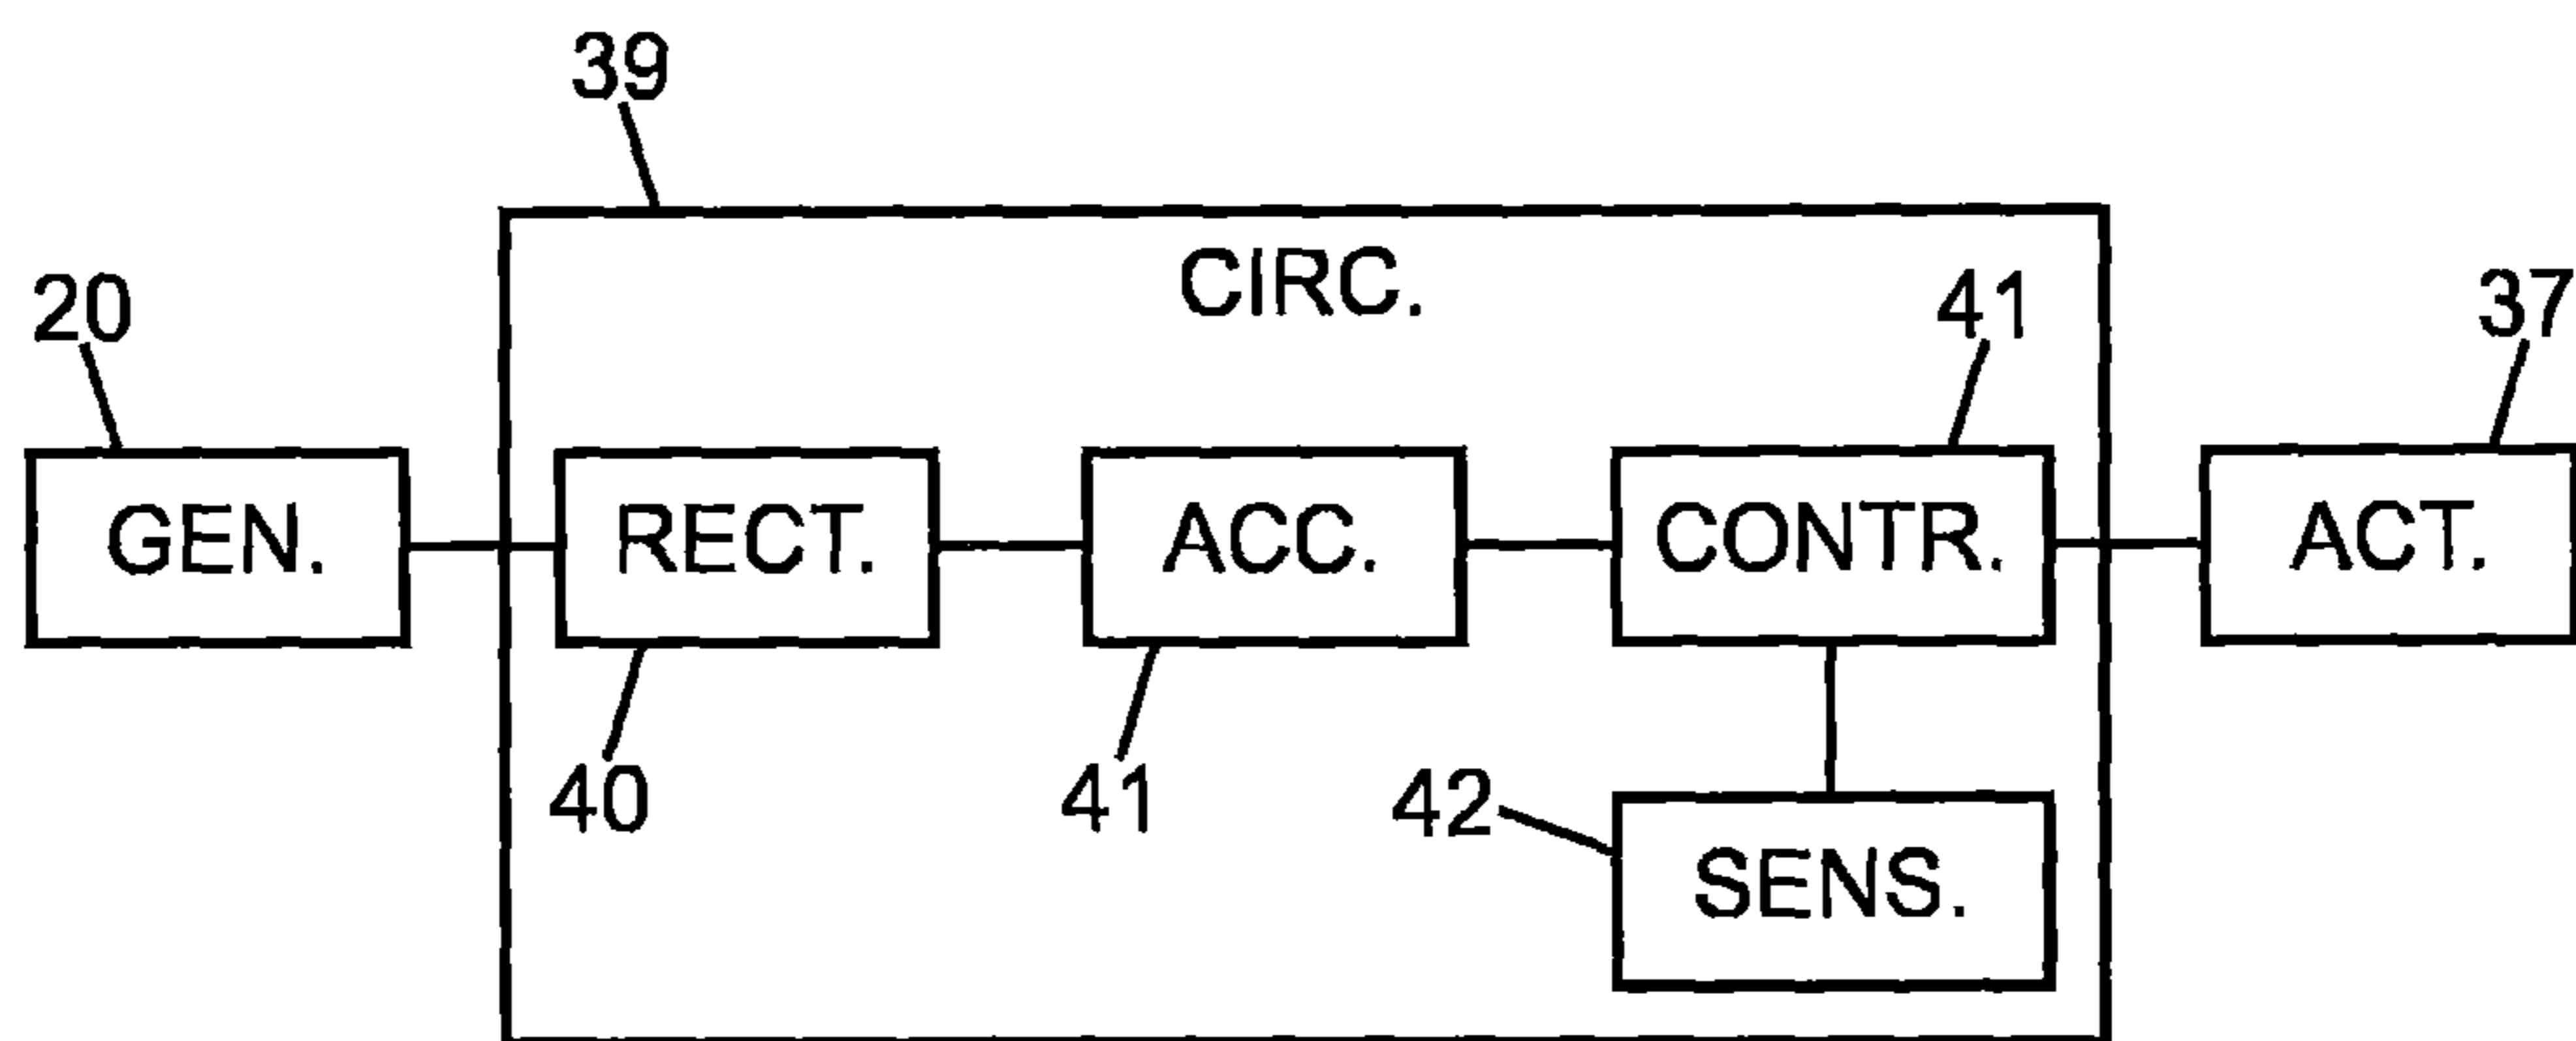 39
CIRC.
20
41
37
GEN.
RECT.
ACC.
CONTR.
ACT.
40
41
42
SENS.